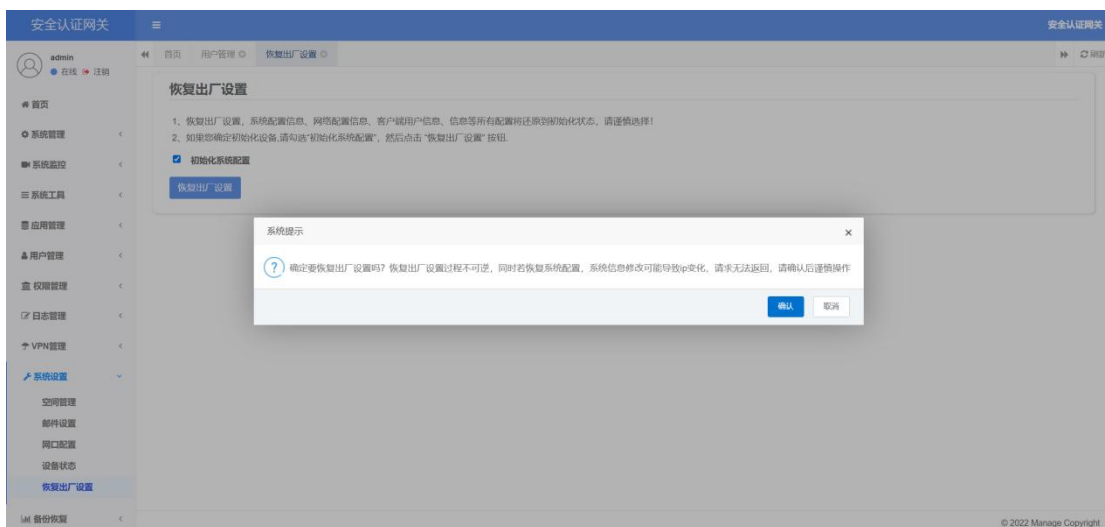 安全认证网关
安全认证网关
admin
在线 注销
首页 用户管理 恢复出厂设置
恢复出厂设置
1、恢复出厂设置，系统配置信息、网络配置信息、客户端用户信息、信息等所有配置将还原到初始化状态，请谨慎选择！
2、如果您确定初始化设备,请勾选“初始化系统配置”，然后点击 “恢复出厂设置” 按钮.
初始化系统配置
恢复出厂设置
首页
系统管理
系统监控
系统工具
应用管理
用户管理
权限管理
日志管理
VPN管理
系统设置
空间管理
邮件设置
网口配置
设备状态
恢复出厂设置
备份恢复
系统提示
确定要恢复出厂设置吗？恢复出厂设置过程不可逆，同时若恢复系统配置，系统信息修改可能导致ip变化，请求无法返回，请确认后谨慎操作
确认 取消
© 2022 Manage Copyright